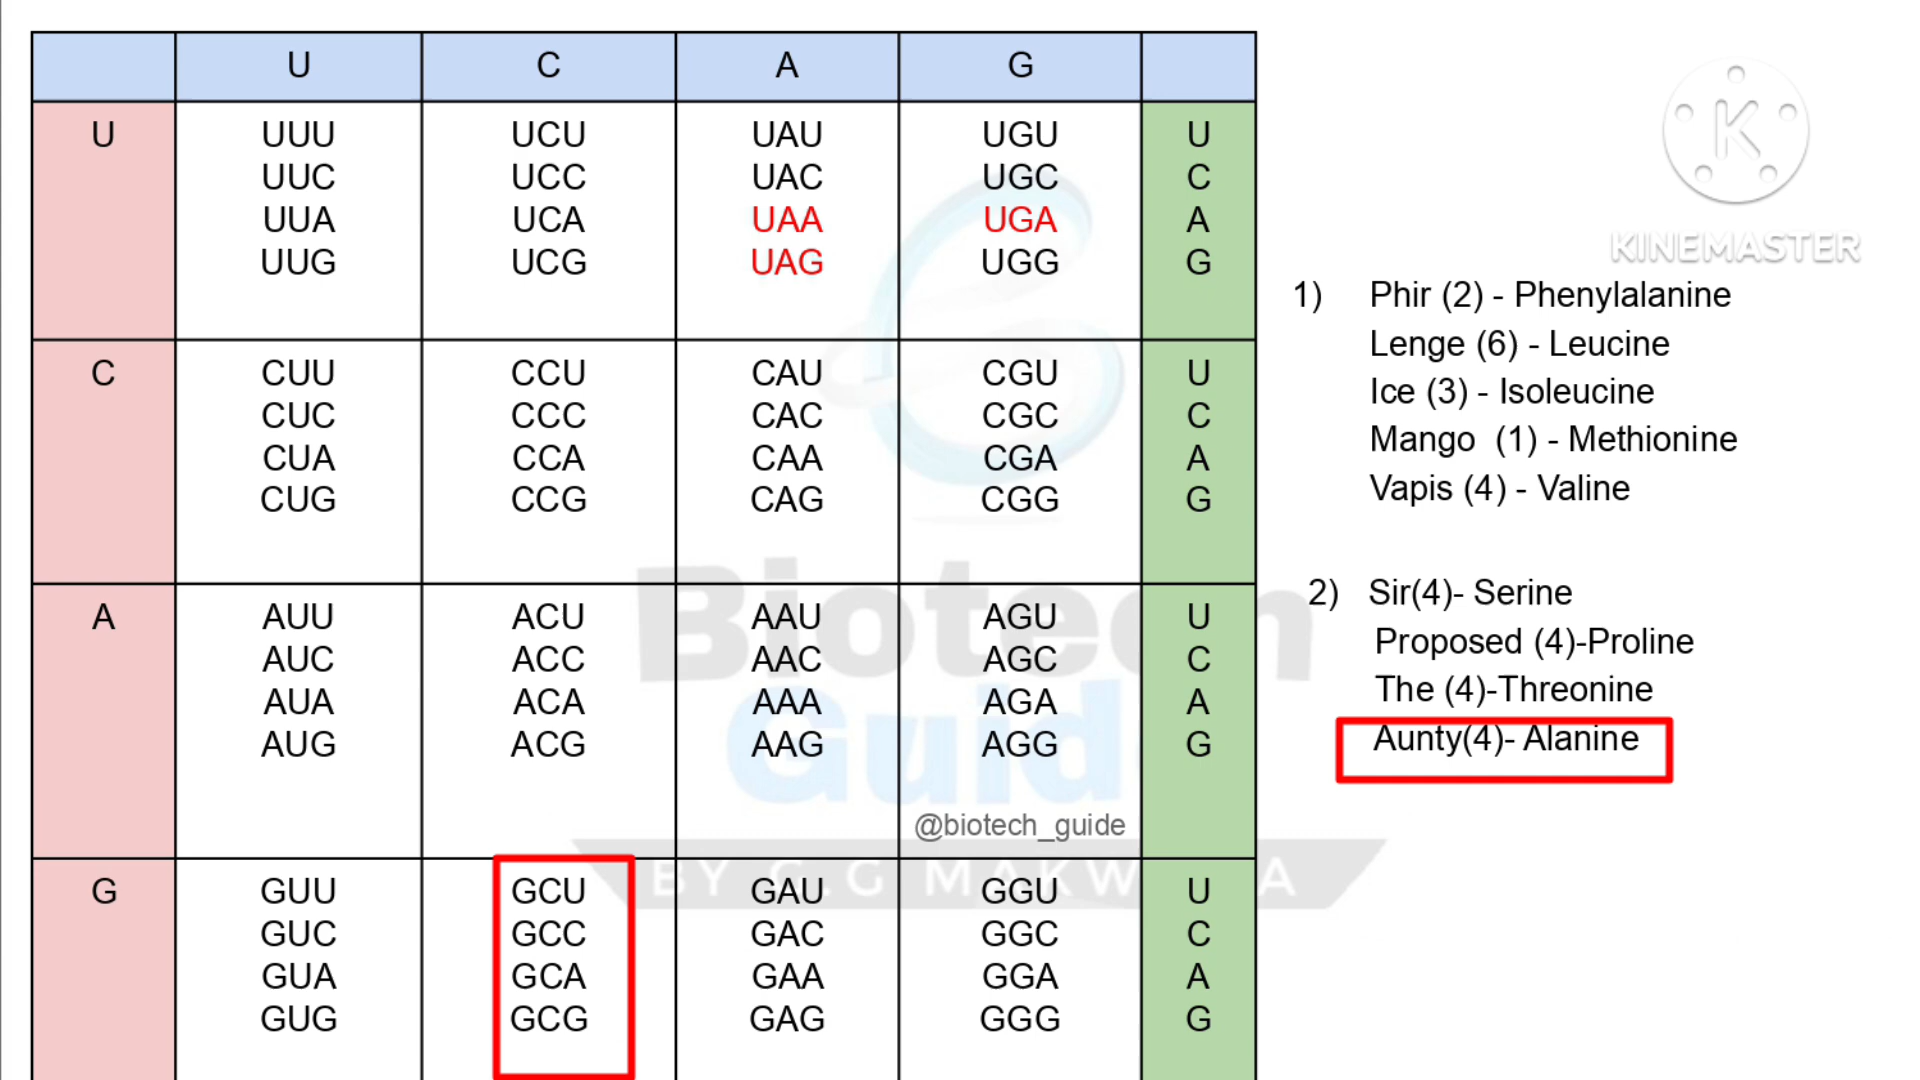 U C A G
U UUU UCU UAU UGU U
UUC UCC UAC UGC C
UUA UCA UAA UGA A
UUG UCG UAG UGG G
C CUU CCU CAU CGU U
CUC CCC CAC CGC C
CUA CCA CAA CGA A
CUG CCG CAG CGG G
A AUU ACU AAU AGU U
AUC ACC AAC AGC C
AUA ACA AAA AGA A
AUG ACG AAG AGG G
G GUU GCU GAU GGU U
GUC GCC GAC GGC C
GUA GCA GAA GGA A
GUG GCG GAG GGG G
K
KINEMASTER
1) Phir (2) - Phenylalanine
Lenge (6) - Leucine
Ice (3) - Isoleucine
Mango (1) - Methionine
Vapis (4) - Valine
2) Sir(4)- Serine
Proposed (4)-Proline
The (4)-Threonine
Aunty(4)- Alanine
Biotech
Guid
@biotech_guide
BY C.G MAKW A